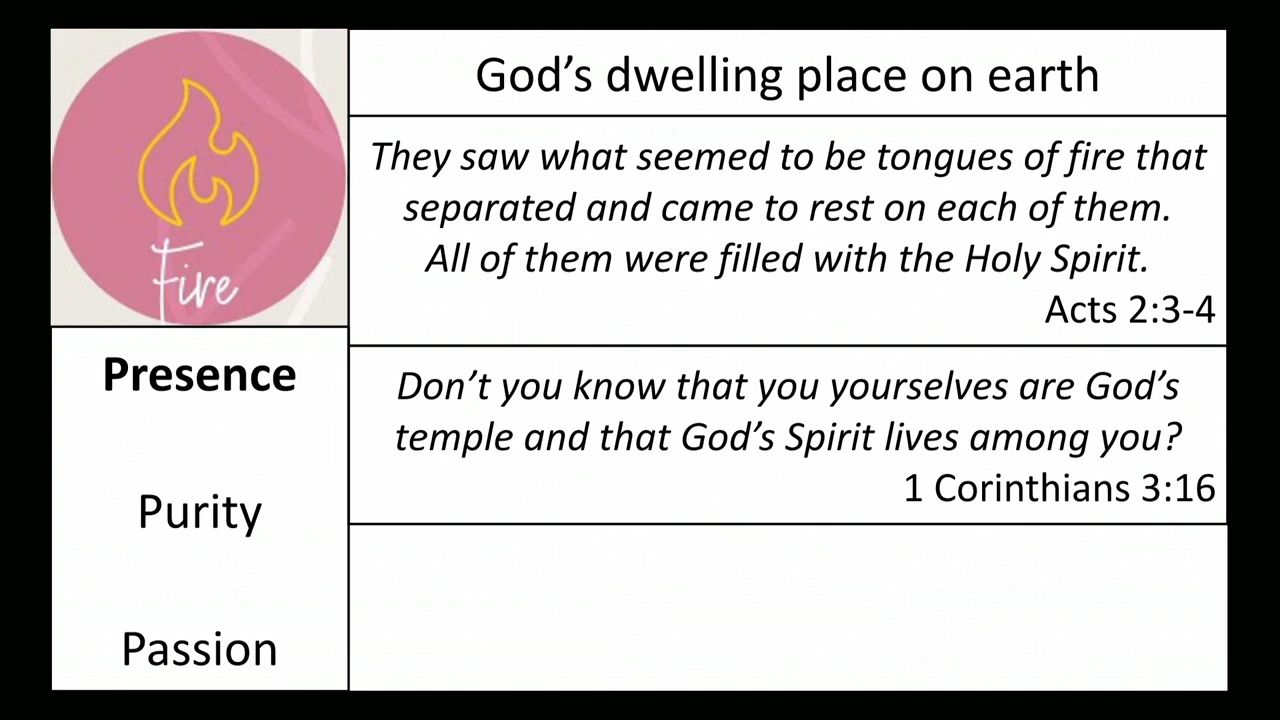 Fire
Presence
Purity
Passion
God’s dwelling place on earth
They saw what seemed to be tongues of fire that
separated and came to rest on each of them.
All of them were filled with the Holy Spirit.
Acts 2:3-4
Don’t you know that you yourselves are God’s
temple and that God’s Spirit lives among you?
1 Corinthians 3:16